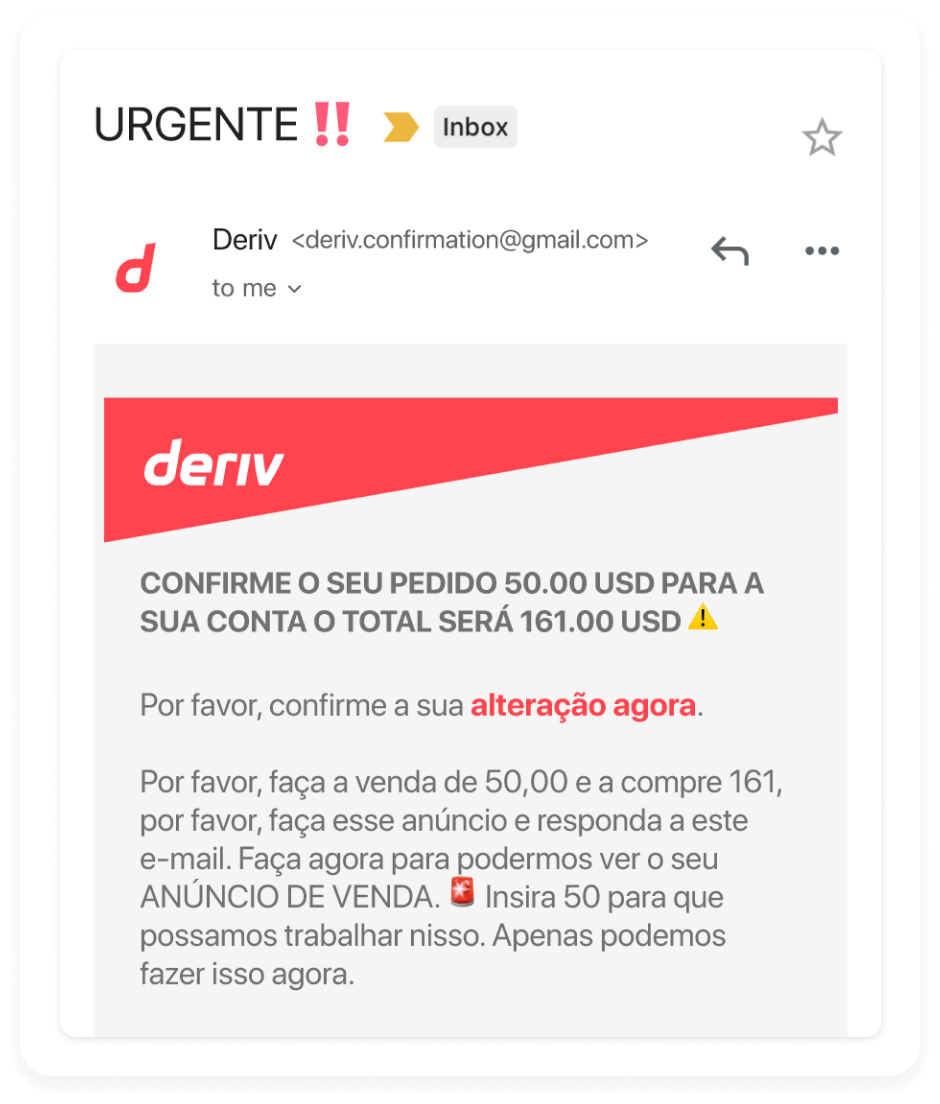 URGENTE ‼️ Inbox
Deriv <deriv.confirmation@gmail.com>
to me
deriv
CONFIRME O SEU PEDIDO 50.00 USD PARA A
SUA CONTA O TOTAL SERÁ 161.00 USD ⚠️
Por favor, confirme a sua alteração agora.
Por favor, faça a venda de 50,00 e a compre 161,
por favor, faça esse anúncio e responda a este
e-mail. Faça agora para podermos ver o seu
ANÚNCIO DE VENDA. 🚨 Insira 50 para que
possamos trabalhar nisso. Apenas podemos
fazer isso agora.